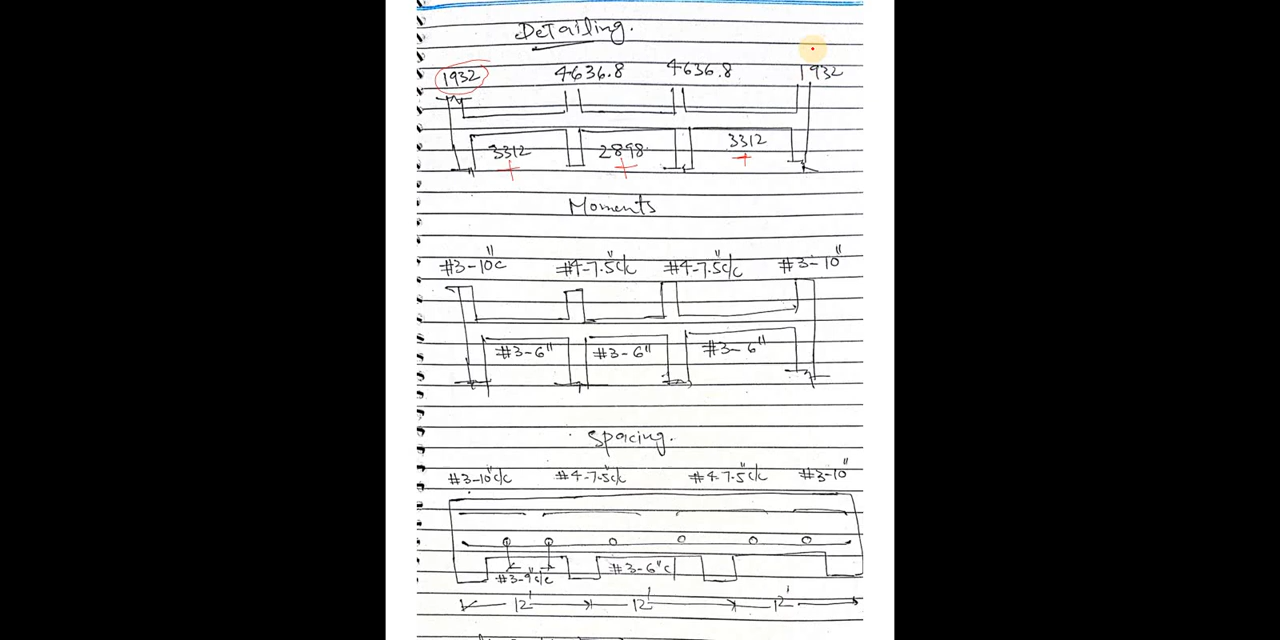 Detailing.
1932 4636.8 4636.8 1932
3312 2898 3312
Moments
#3-10"c #4-7.5"c/c #4-7.5"c/c #3-10"
#3-6" #3-6" #3-6"
Spacing.
#3-10"c/c #4-7.5"c/c #4-7.5"c/c #3-10"
#3-9"c/c #3-6"c
12' 12' 12'